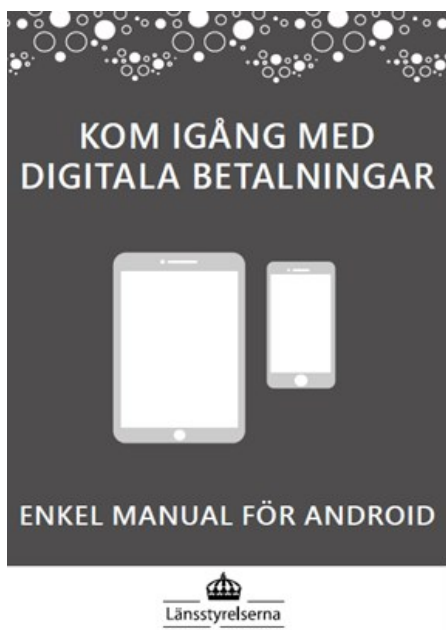 KOM IGÅNG MED
DIGITALA BETALNINGAR
ENKEL MANUAL FÖR ANDROID
Länsstyrelserna